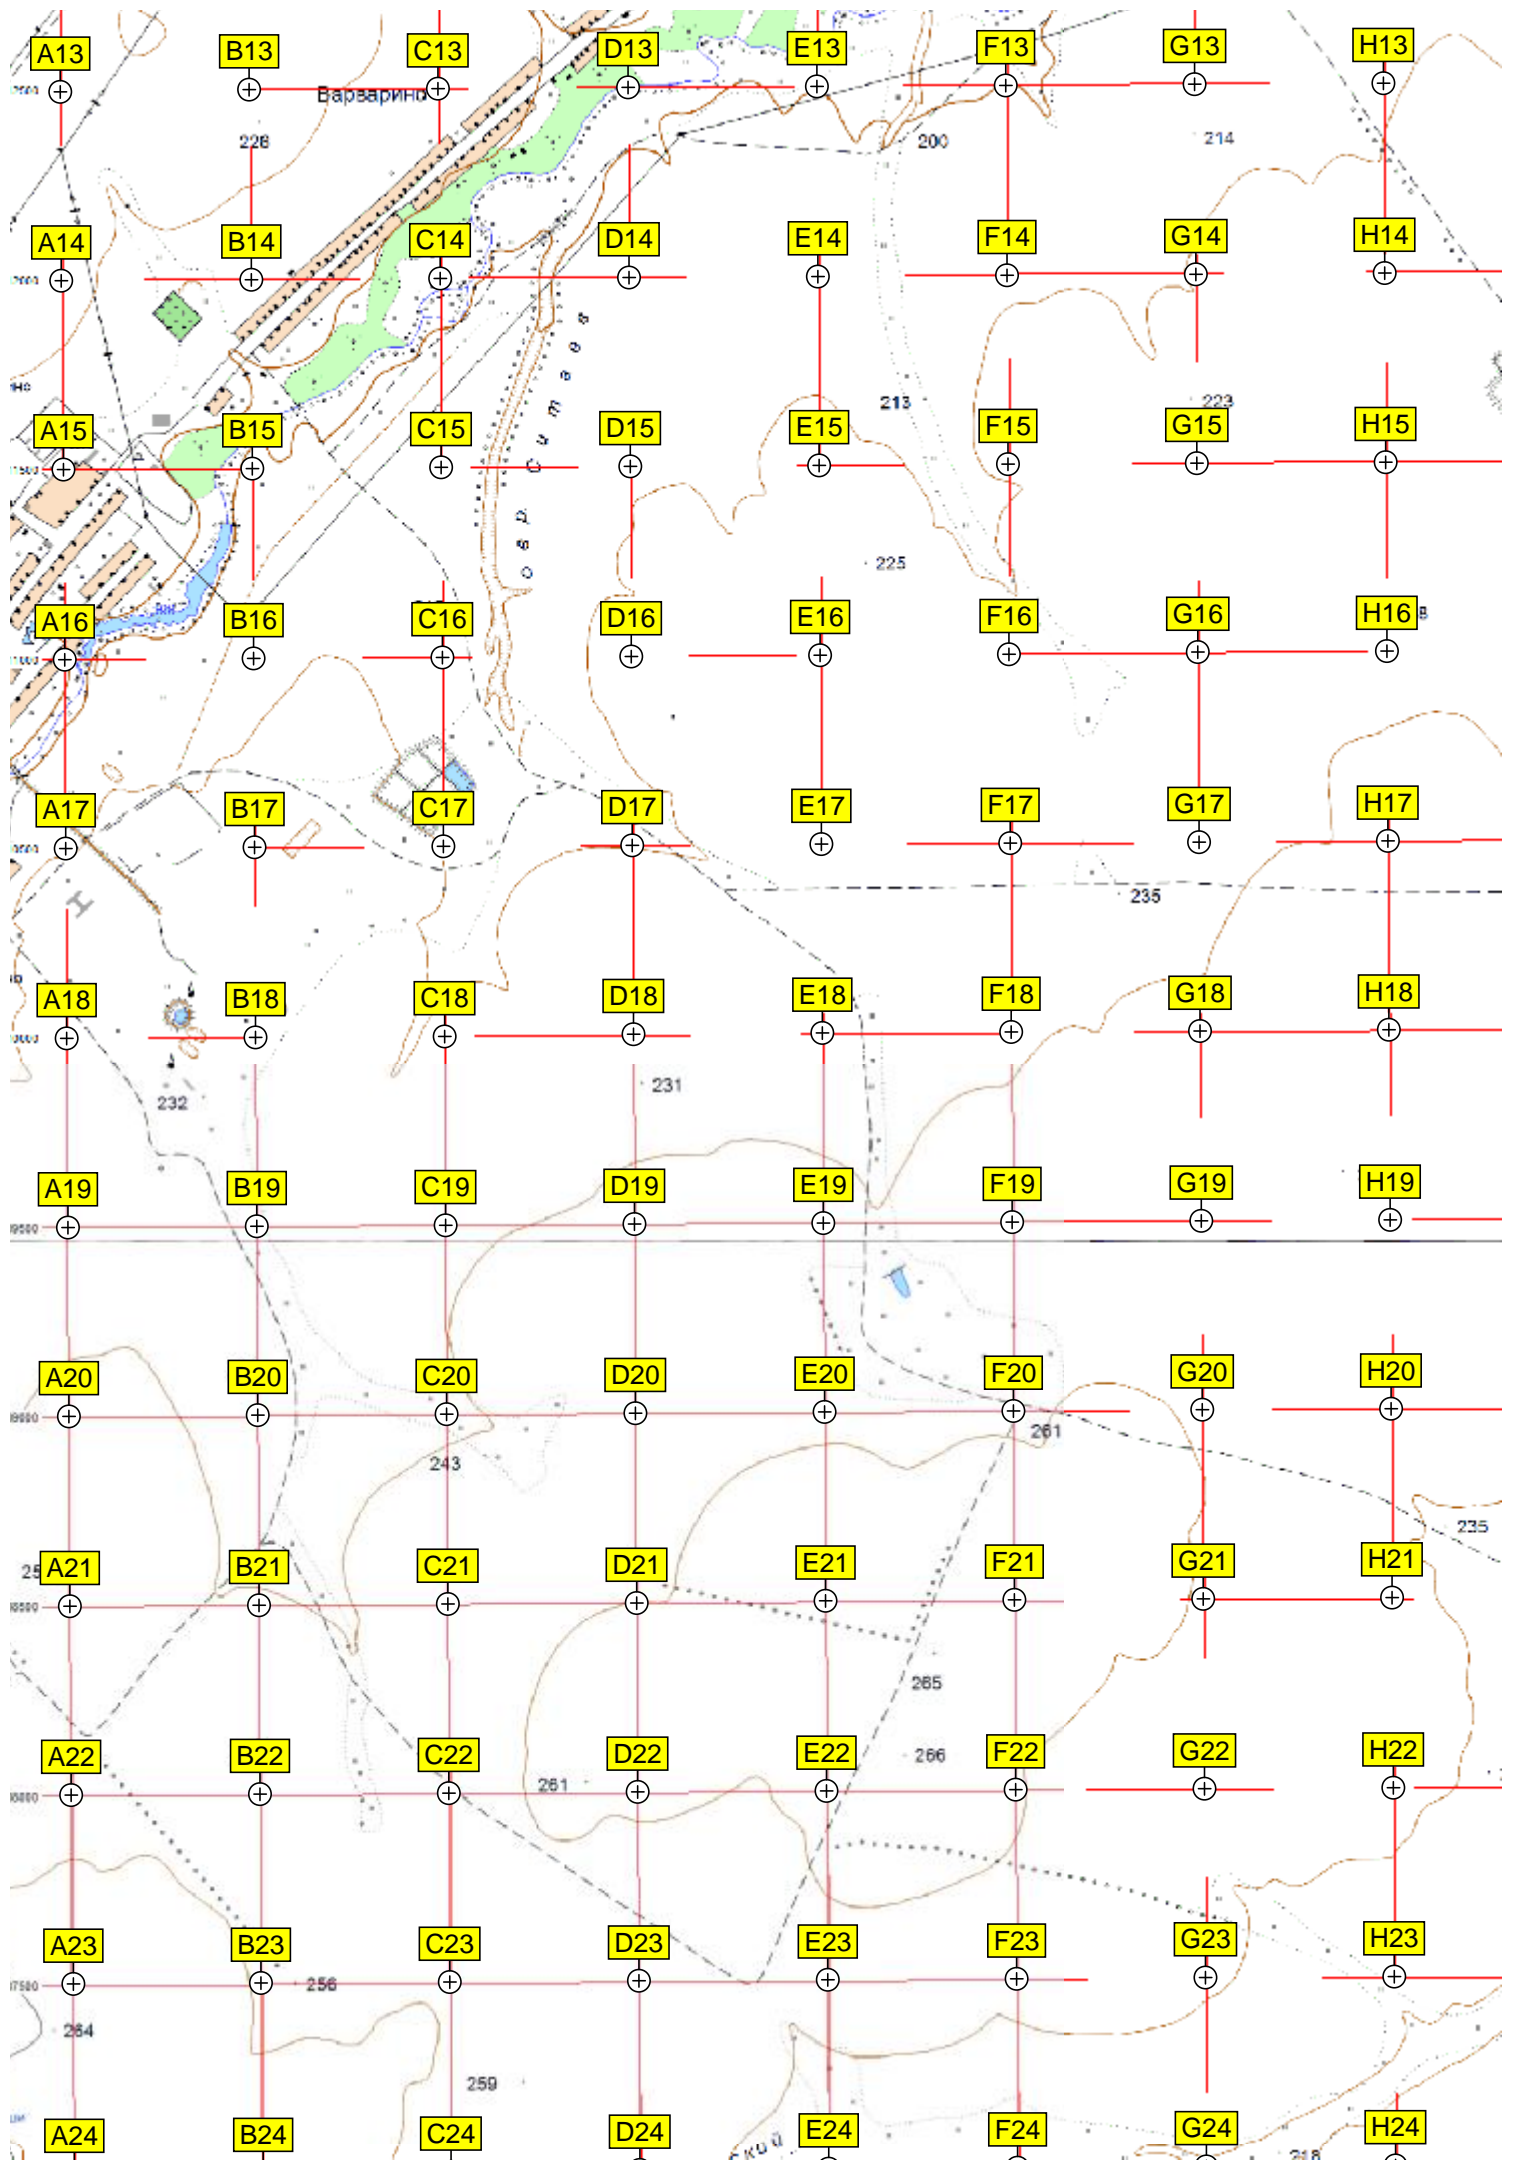 A13 B13 C13 D13 E13 F13 G13 H13
Варварино
226 200 214
A14 B14 C14 D14 E14 F14 G14 H14
213 223
A15 B15 C15 D15 E15 F15 G15 H15
овр Ситаев
225
A16 B16 C16 D16 E16 F16 G16 H16
A17 B17 C17 D17 E17 F17 G17 H17
235
A18 B18 C18 D18 E18 F18 G18 H18
232 231
A19 B19 C19 D19 E19 F19 G19 H19
A20 B20 C20 D20 E20 F20 G20 H20
243 261
235
A21 B21 C21 D21 E21 F21 G21 H21
265
A22 B22 C22 D22 E22 F22 G22 H22
261 266
A23 B23 C23 D23 E23 F23 G23 H23
256
264
259
A24 B24 C24 D24 E24 F24 G24 H24
218